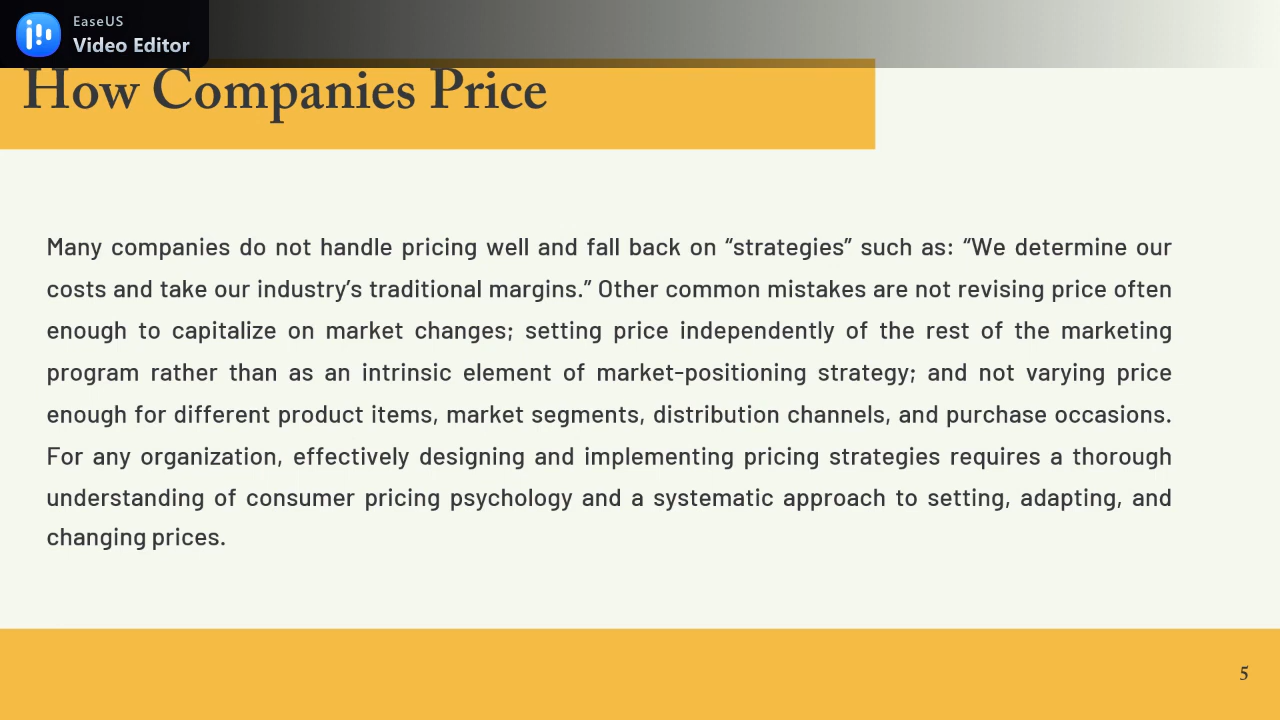 EaseUS
Video Editor
How Companies Price
Many companies do not handle pricing well and fall back on “strategies” such as: “We determine our
costs and take our industry’s traditional margins.” Other common mistakes are not revising price often
enough to capitalize on market changes; setting price independently of the rest of the marketing
program rather than as an intrinsic element of market-positioning strategy; and not varying price
enough for different product items, market segments, distribution channels, and purchase occasions.
For any organization, effectively designing and implementing pricing strategies requires a thorough
understanding of consumer pricing psychology and a systematic approach to setting, adapting, and
changing prices.
5